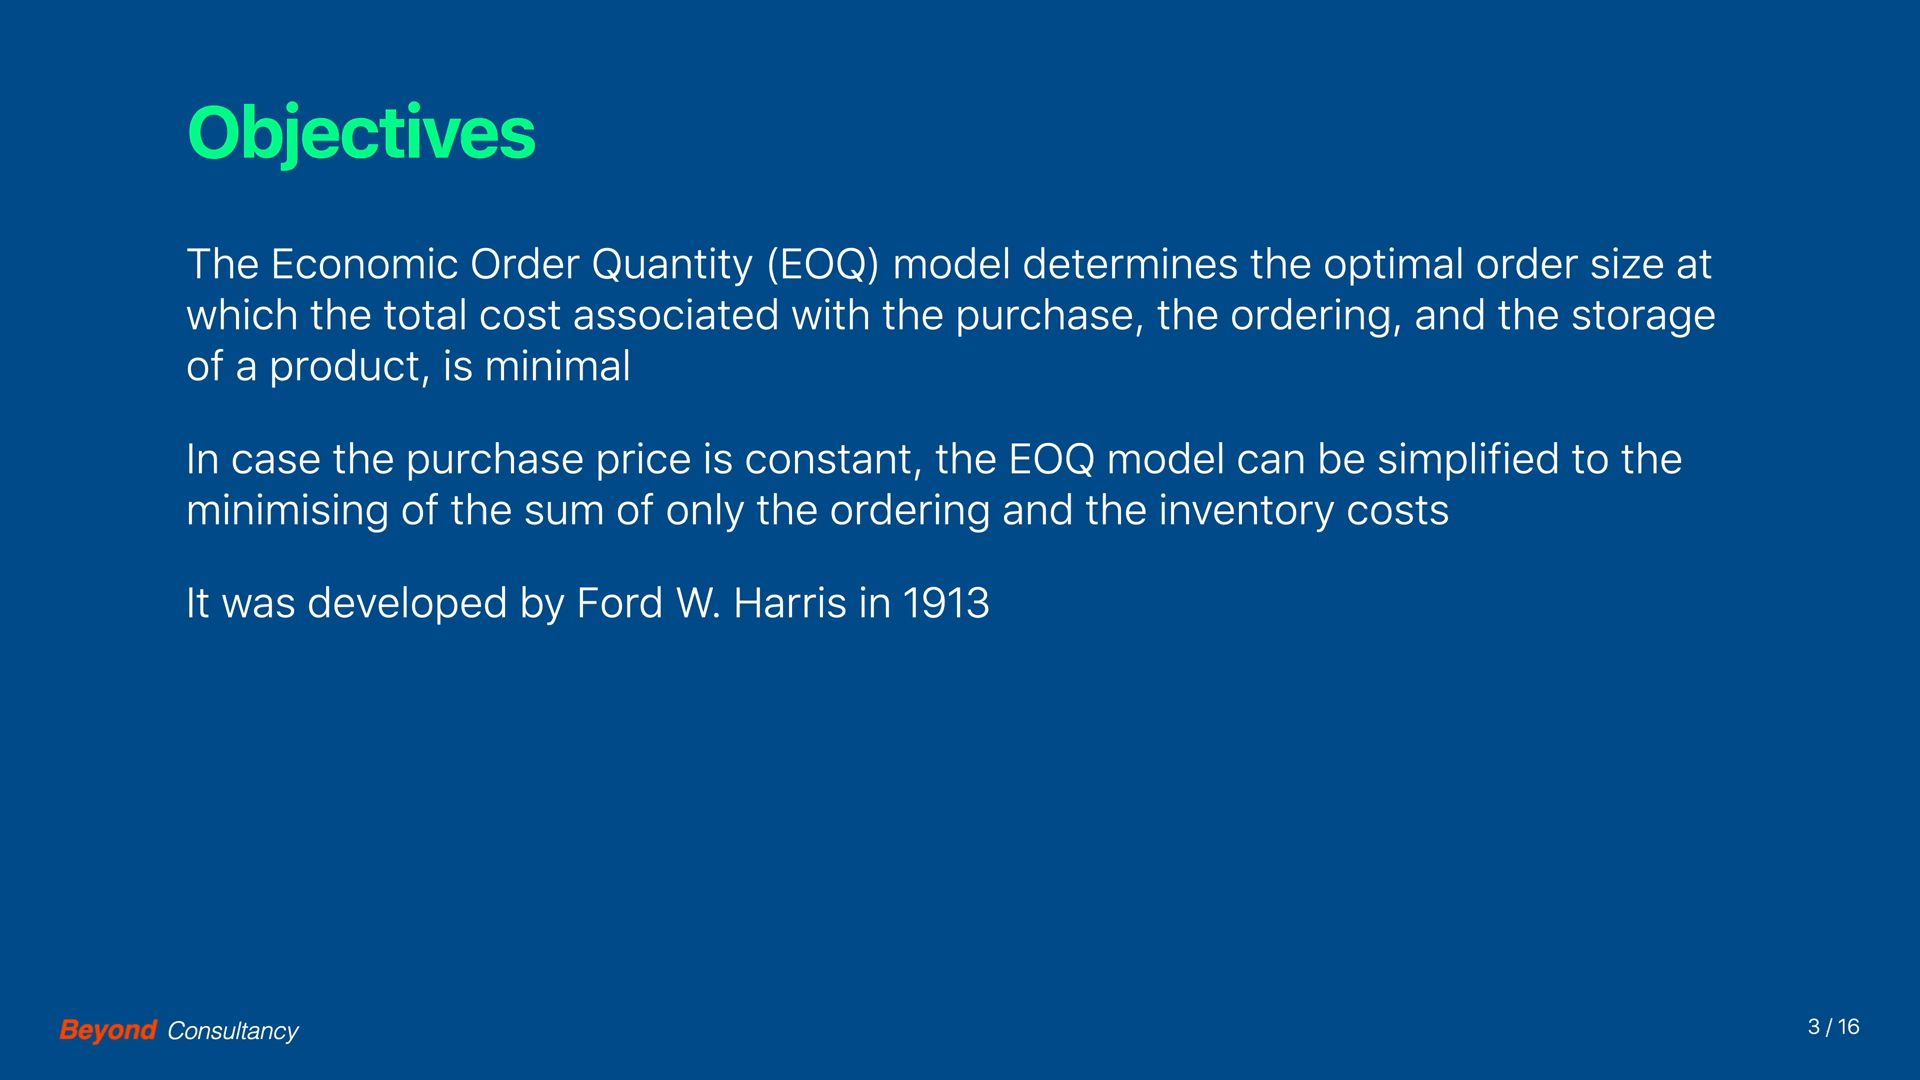 Objectives
The Economic Order Quantity (EOQ) model determines the optimal order size at
which the total cost associated with the purchase, the ordering, and the storage
of a product, is minimal
In case the purchase price is constant, the EOQ model can be simplified to the
minimising of the sum of only the ordering and the inventory costs
It was developed by Ford W. Harris in 1913
Beyond Consultancy
3 / 16